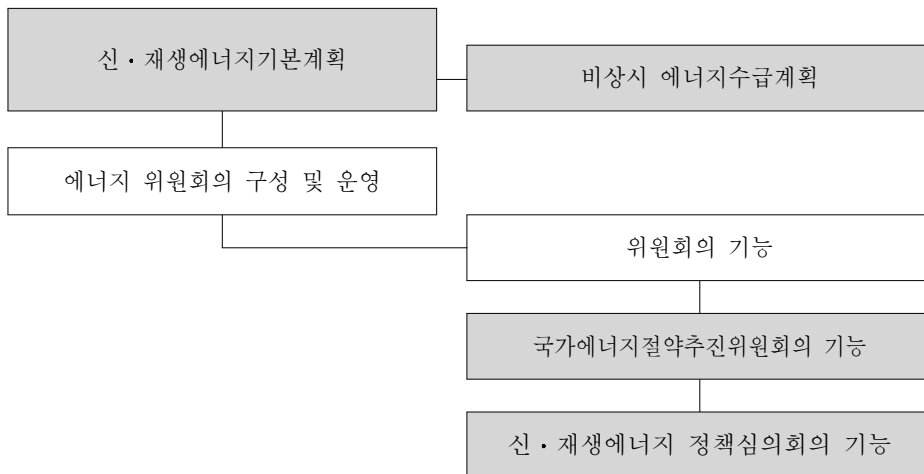 신·재생에너지기본계획
비상시 에너지수급계획
에너지 위원회의 구성 및 운영
위원회의 기능
국가에너지절약추진위원회의 기능
신·재생에너지 정책심의회의 기능